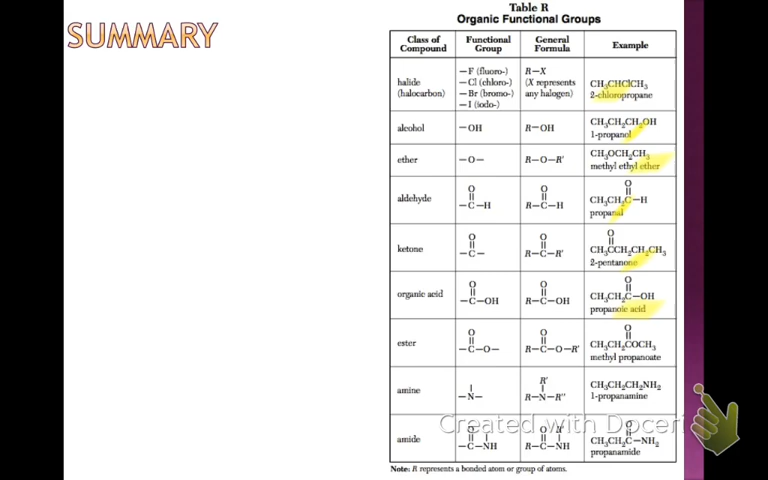 SUMMARY
Table R
Organic Functional Groups
Class of Compound | Functional Group | General Formula | Example
halide (halocarbon) | —F (fluoro-) —Cl (chloro-) —Br (bromo-) —I (iodo-) | R—X (X represents any halogen) | CH₃CHClCH₃ 2-chloropropane
alcohol | —OH | R—OH | CH₃CH₂CH₂OH 1-propanol
ether | —O— | R—O—R′ | CH₃OCH₂CH₃ methyl ethyl ether
aldehyde | O || —C—H | O || R—C—H | O || CH₃CH₂C—H propanal
ketone | O || —C— | O || R—C—R′ | O || CH₃CCH₂CH₂CH₃ 2-pentanone
organic acid | O || —C—OH | O || R—C—OH | O || CH₃CH₂C—OH propanoic acid
ester | O || —C—O— | O || R—C—O—R′ | O || CH₃CH₂COCH₃ methyl propanoate
amine | | —N— | R′ | R—N—R″ | CH₃CH₂CH₂NH₂ 1-propanamine
Created with Doceri
amide | O | || | —C—NH | O R′ || | R—C—NH | O || CH₃CH₂C—NH₂ propanamide
Note: R represents a bonded atom or group of atoms.